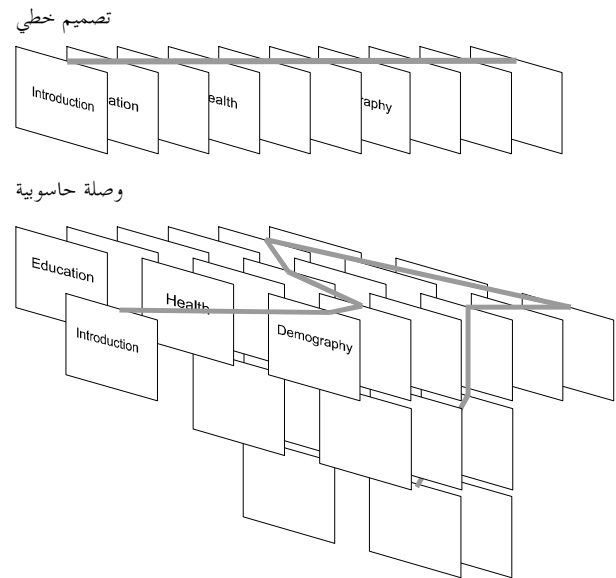 تصميم خطي
Introduction
ation
ealth
raphy
وصلة حاسوبية
Education
Health
Introduction
Demography